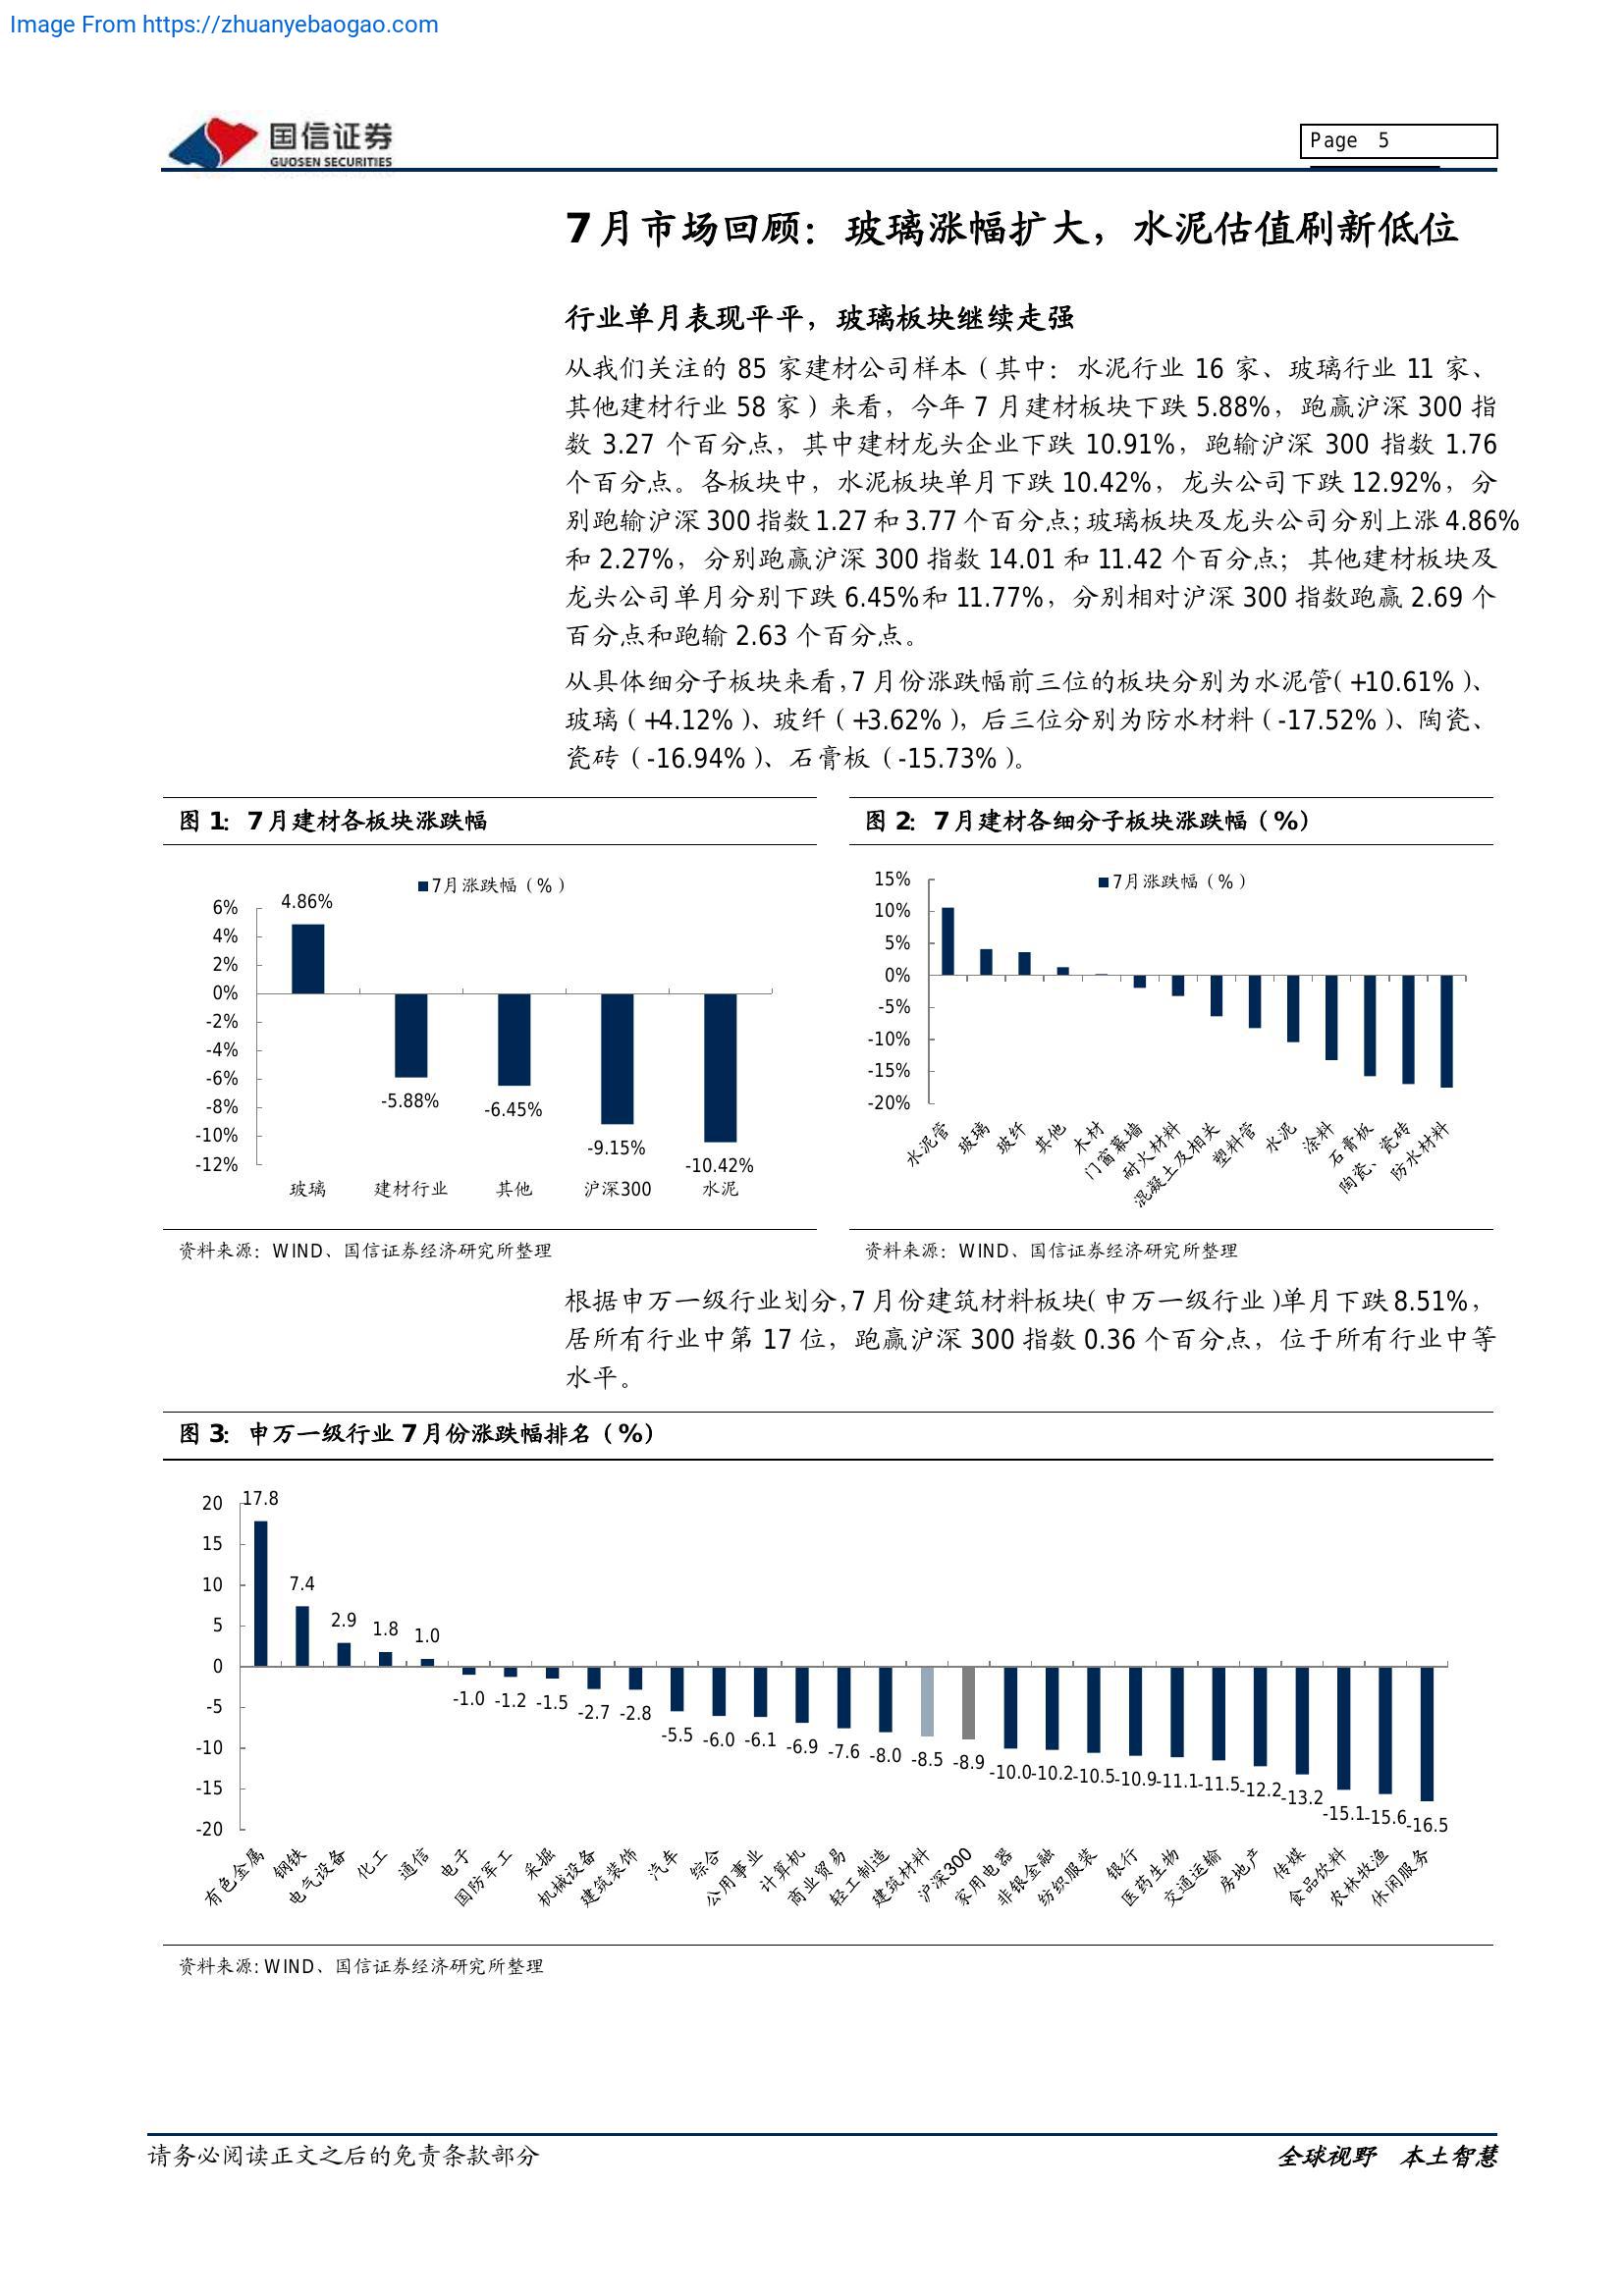 Image From https://zhuanyebaogao.com
国信证券
GUOSEN SECURITIES
Page 5
7月市场回顾：玻璃涨幅扩大，水泥估值刷新低位
行业单月表现平平，玻璃板块继续走强
从我们关注的 85 家建材公司样本（其中：水泥行业 16 家、玻璃行业 11 家、
其他建材行业 58 家）来看，今年 7 月建材板块下跌 5.88%，跑赢沪深 300 指
数 3.27 个百分点，其中建材龙头企业下跌 10.91%，跑输沪深 300 指数 1.76
个百分点。各板块中，水泥板块单月下跌 10.42%，龙头公司下跌 12.92%，分
别跑输沪深 300 指数 1.27 和 3.77 个百分点；玻璃板块及龙头公司分别上涨 4.86%
和 2.27%，分别跑赢沪深 300 指数 14.01 和 11.42 个百分点；其他建材板块及
龙头公司单月分别下跌 6.45%和 11.77%，分别相对沪深 300 指数跑赢 2.69 个
百分点和跑输 2.63 个百分点。
从具体细分子板块来看，7 月份涨跌幅前三位的板块分别为水泥管（+10.61%）、
玻璃（+4.12%）、玻纤（+3.62%），后三位分别为防水材料（-17.52%）、陶瓷、
瓷砖（-16.94%）、石膏板（-15.73%）。
图 1：7月建材各板块涨跌幅
7月涨跌幅（%）
6%
4%
2%
0%
-2%
-4%
-6%
-8%
-10%
-12%
4.86%
-5.88%
-6.45%
-9.15%
-10.42%
玻璃 建材行业 其他 沪深300 水泥
资料来源：WIND、国信证券经济研究所整理
图 2：7月建材各细分子板块涨跌幅（%）
7月涨跌幅（%）
15%
10%
5%
0%
-5%
-10%
-15%
-20%
水泥管 玻璃 玻纤 其他 木材 门窗幕墙 耐火材料 混凝土及相关 塑料管 水泥 涂料 石膏板 陶瓷、瓷砖 防水材料
资料来源：WIND、国信证券经济研究所整理
根据申万一级行业划分，7 月份建筑材料板块（申万一级行业）单月下跌 8.51%，
居所有行业中第 17 位，跑赢沪深 300 指数 0.36 个百分点，位于所有行业中等
水平。
图 3：申万一级行业 7月份涨跌幅排名（%）
20
15
10
5
0
-5
-10
-15
-20
17.8 7.4 2.9 1.8 1.0 -1.0 -1.2 -1.5 -2.7 -2.8 -5.5 -6.0 -6.1 -6.9 -7.6 -8.0 -8.5 -8.9 -10.0 -10.2 -10.5 -10.9 -11.1 -11.5 -12.2 -13.2 -15.1 -15.6 -16.5
有色金属 钢铁 电气设备 化工 通信 电子 国防军工 采掘 机械设备 建筑装饰 汽车 综合 公用事业 计算机 商业贸易 轻工制造 建筑材料 沪深300 家用电器 非银金融 纺织服装 银行 医药生物 交通运输 房地产 传媒 食品饮料 农林牧渔 休闲服务
资料来源：WIND、国信证券经济研究所整理
请务必阅读正文之后的免责条款部分
全球视野 本土智慧